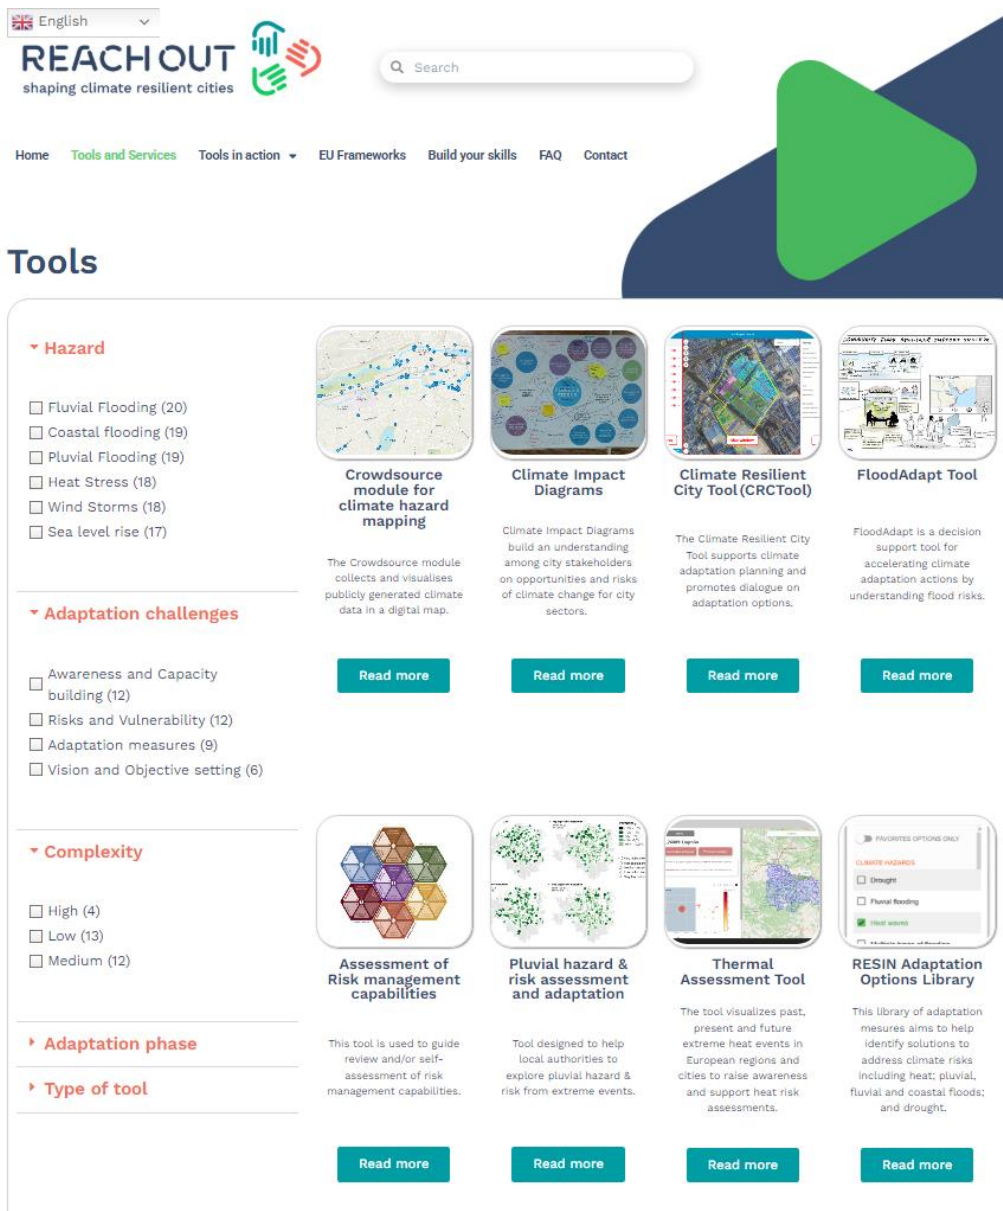 English
REACHOUT
shaping climate resilient cities
Search
Home Tools and Services Tools in action EU Frameworks Build your skills FAQ Contact
Tools
Hazard
Fluvial Flooding (20)
Coastal flooding (19)
Pluvial Flooding (19)
Heat Stress (18)
Wind Storms (18)
Sea level rise (17)
Adaptation challenges
Awareness and Capacity
building (12)
Risks and Vulnerability (12)
Adaptation measures (9)
Vision and Objective setting (6)
Complexity
High (4)
Low (13)
Medium (12)
Adaptation phase
Type of tool
Crowdsource
module for
climate hazard
mapping
The Crowdsource module
collects and visualises
publicly generated climate
data in a digital map.
Read more
Climate Impact
Diagrams
Climate Impact Diagrams
build an understanding
among city stakeholders
on opportunities and risks
of climate change for city
sectors.
Read more
Climate Resilient
City Tool (CRCTool)
The Climate Resilient City
Tool supports climate
adaptation planning and
promotes dialogue on
adaptation options.
Read more
FloodAdapt Tool
FloodAdapt is a decision
support tool for
accelerating climate
adaptation actions by
understanding flood risks.
Read more
Assessment of
Risk management
capabilities
This tool is used to guide
review and/or self-
assessment of risk
management capabilities.
Read more
Pluvial hazard &
risk assessment
and adaptation
Tool designed to help
local authorities to
explore pluvial hazard &
risk from extreme events.
Read more
Thermal
Assessment Tool
The tool visualizes past,
present and future
extreme heat events in
European regions and
cities to raise awareness
and support heat risk
assessments.
Read more
FAVORITES OPTIONS ONLY
CLIMATE HAZARDS
Drought
Fluvial flooding
Heat waves
RESIN Adaptation
Options Library
This library of adaptation
mesures aims to help
identify solutions to
address climate risks
including heat; pluvial,
fluvial and coastal floods;
and drought.
Read more